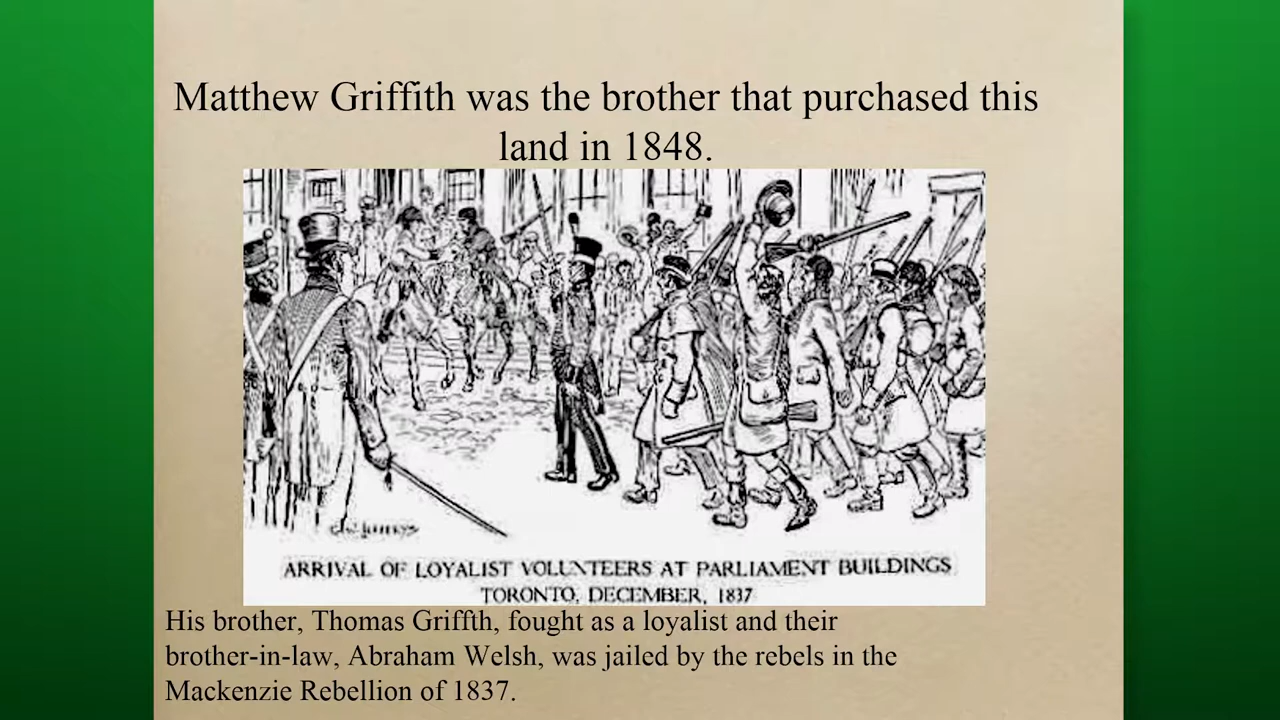 Matthew Griffith was the brother that purchased this
land in 1848.
ARRIVAL OF LOYALIST VOLUNTEERS AT PARLIAMENT BUILDINGS
TORONTO, DECEMBER, 1837
His brother, Thomas Griffth, fought as a loyalist and their
brother-in-law, Abraham Welsh, was jailed by the rebels in the
Mackenzie Rebellion of 1837.